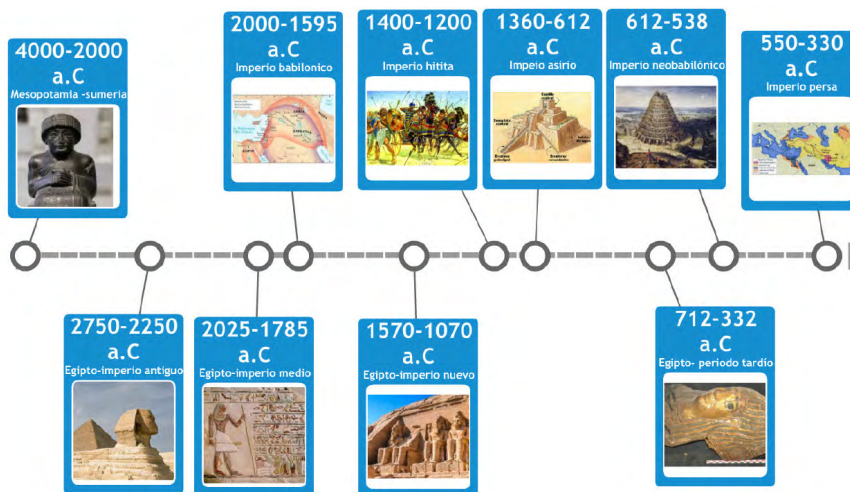 4000-2000
a.C
Mesopotamia -sumeria
2000-1595
a.C
Imperio babilonico
1400-1200
a.C
Imperio hitita
1360-612
a.C
Impeio asirio
612-538
a.C
Imperio neobabilónico
550-330
a.C
Imperio persa
2750-2250
a.C
Egipto-imperio antiguo
2025-1785
a.C
Egipto-imperio medio
1570-1070
a.C
Egipto-imperio nuevo
712-332
a.C
Egipto- periodo tardío